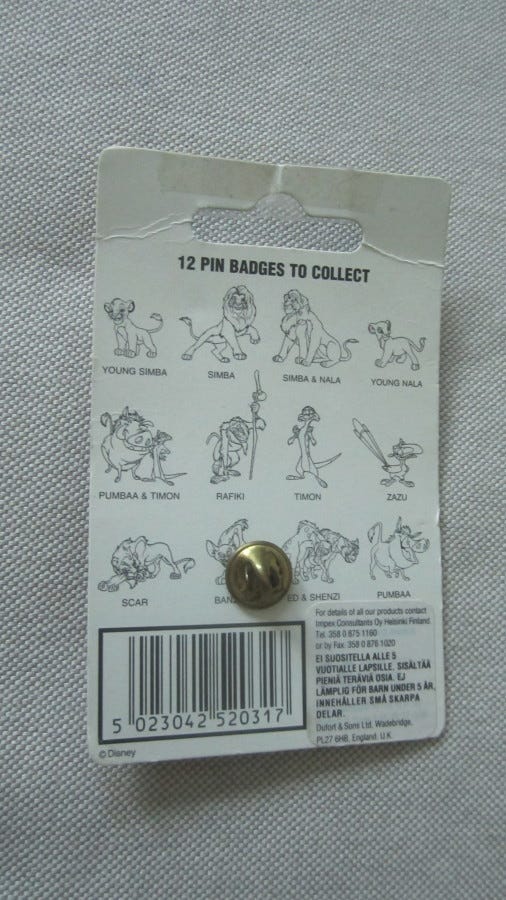 12 PIN BADGES TO COLLECT
YOUNG SIMBA
SIMBA
SIMBA & NALA
YOUNG NALA
PUMBAA & TIMON
RAFIKI
TIMON
ZAZU
SCAR
ED & SHENZI
PUMBAA
5 023042 520317
© Disney
For details of all our products contact
Impex Consultants Oy Helsinki Finland
Tel. 358 0 875 1160
or by Fax: 358 0 876 1020
EI SUOSITELLA ALLE 5
VUOTIALLE LAPSILLE. SISÄLTÄÄ
PIENIÄ TERÄVIÄ OSIA. EJ
LÄMPLIG FÖR BARN UNDER 5 ÅR,
INNEHÅLLER SMÅ SKARPA
DELAR.
Dufort & Sons Ltd. Wadebridge,
PL27 6HB, England. U.K.